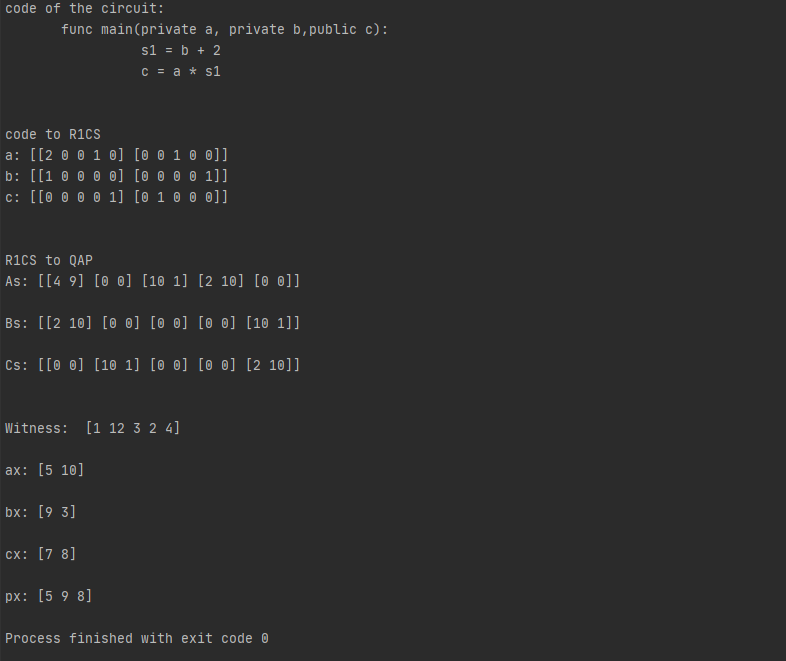 code of the circuit:
func main(private a, private b,public c):
s1 = b + 2
c = a * s1
code to R1CS
a: [[2 0 0 1 0] [0 0 1 0 0]]
b: [[1 0 0 0 0] [0 0 0 0 1]]
c: [[0 0 0 0 1] [0 1 0 0 0]]
R1CS to QAP
As: [[4 9] [0 0] [10 1] [2 10] [0 0]]
Bs: [[2 10] [0 0] [0 0] [0 0] [10 1]]
Cs: [[0 0] [10 1] [0 0] [0 0] [2 10]]
Witness:  [1 12 3 2 4]
ax: [5 10]
bx: [9 3]
cx: [7 8]
px: [5 9 8]
Process finished with exit code 0